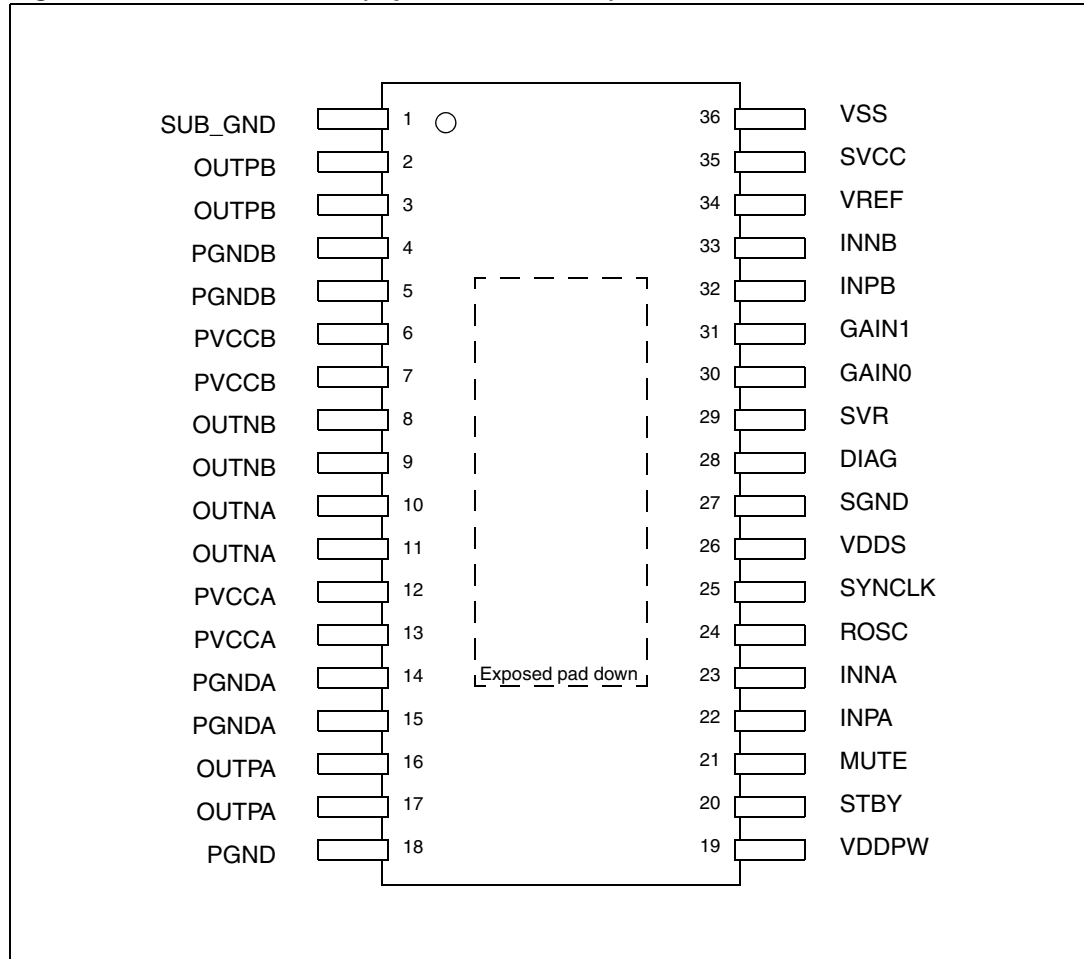 SUB_GND 1 36 VSS
OUTPB 2 35 SVCC
OUTPB 3 34 VREF
PGNDB 4 33 INNB
PGNDB 5 32 INPB
PVCCB 6 31 GAIN1
PVCCB 7 30 GAIN0
OUTNB 8 29 SVR
OUTNB 9 28 DIAG
OUTNA 10 27 SGND
OUTNA 11 26 VDDS
PVCCA 12 25 SYNCLK
PVCCA 13 24 ROSC
PGNDA 14 Exposed pad down 23 INNA
PGNDA 15 22 INPA
OUTPA 16 21 MUTE
OUTPA 17 20 STBY
PGND 18 19 VDDPW